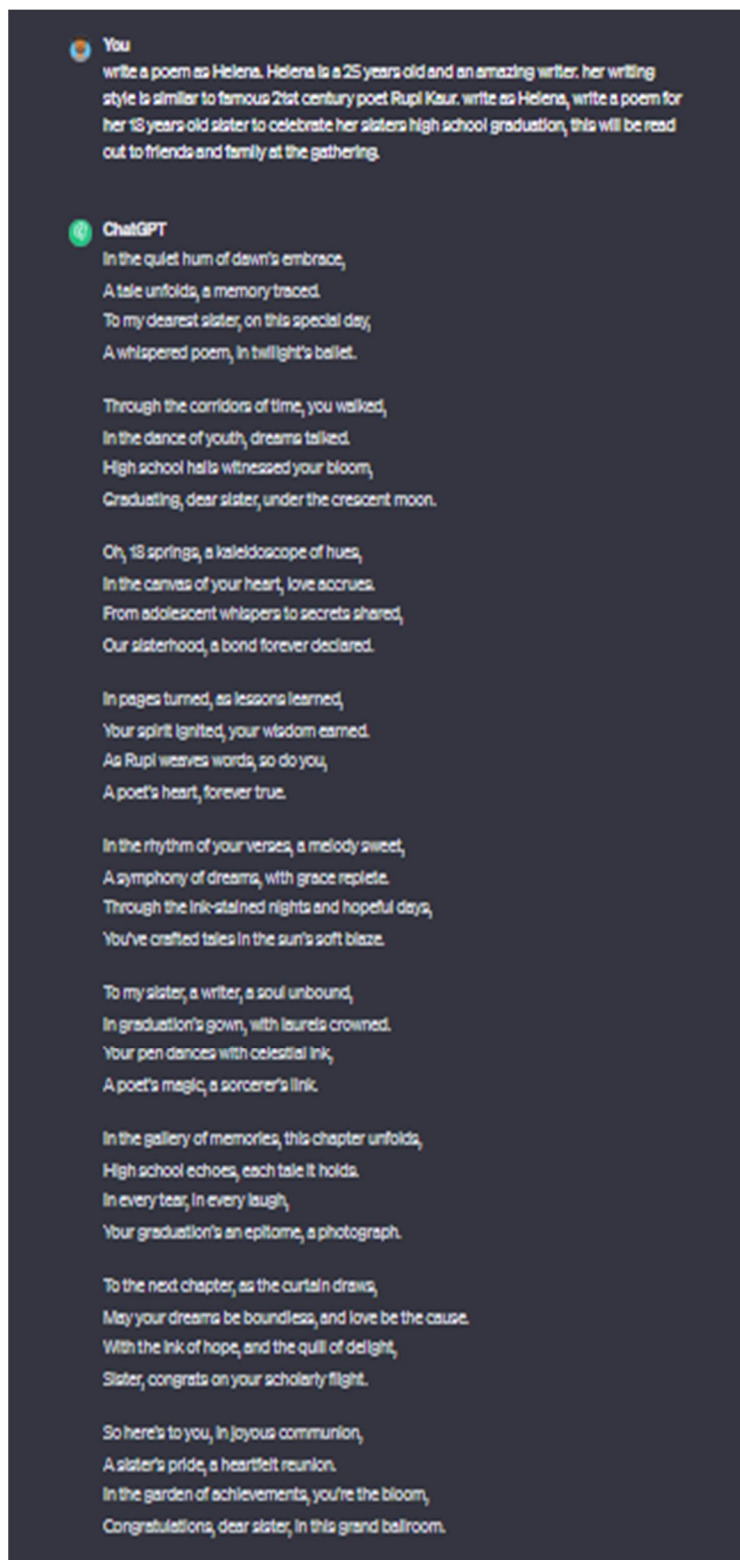 You
write a poem as Helena. Helena is a 25 years old and an amazing writer. her writing
style is similar to famous 21st century poet Rupi Kaur. write as Helena, write a poem for
her 18 years old sister to celebrate her sisters high school graduation, this will be read
out to friends and family at the gathering.
ChatGPT
In the quiet hum of dawn's embrace,
A tale unfolds, a memory traced.
To my dearest sister, on this special day,
A whispered poem, in twilight's ballet.
Through the corridors of time, you walked,
In the dance of youth, dreams talked.
High school halls witnessed your bloom,
Graduating, dear sister, under the crescent moon.
Oh, 18 springs, a kaleidoscope of hues,
In the canvas of your heart, love accrues.
From adolescent whispers to secrets shared,
Our sisterhood, a bond forever declared.
In pages turned, as lessons learned,
Your spirit ignited, your wisdom earned.
As Rupi weaves words, so do you,
A poet's heart, forever true.
In the rhythm of your verses, a melody sweet,
A symphony of dreams, with grace replete.
Through the ink-stained nights and hopeful days,
You've crafted tales in the sun's soft blaze.
To my sister, a writer, a soul unbound,
In graduation's gown, with laurels crowned.
Your pen dances with celestial ink,
A poet's magic, a sorcerer's link.
In the gallery of memories, this chapter unfolds,
High school echoes, each tale it holds.
In every tear, in every laugh,
Your graduation's an epitome, a photograph.
To the next chapter, as the curtain draws,
May your dreams be boundless, and love be the cause.
With the ink of hope, and the quill of delight,
Sister, congrats on your scholarly flight.
So here's to you, in joyous communion,
A sister's pride, a heartfelt reunion.
In the garden of achievements, you're the bloom,
Congratulations, dear sister, in this grand ballroom.